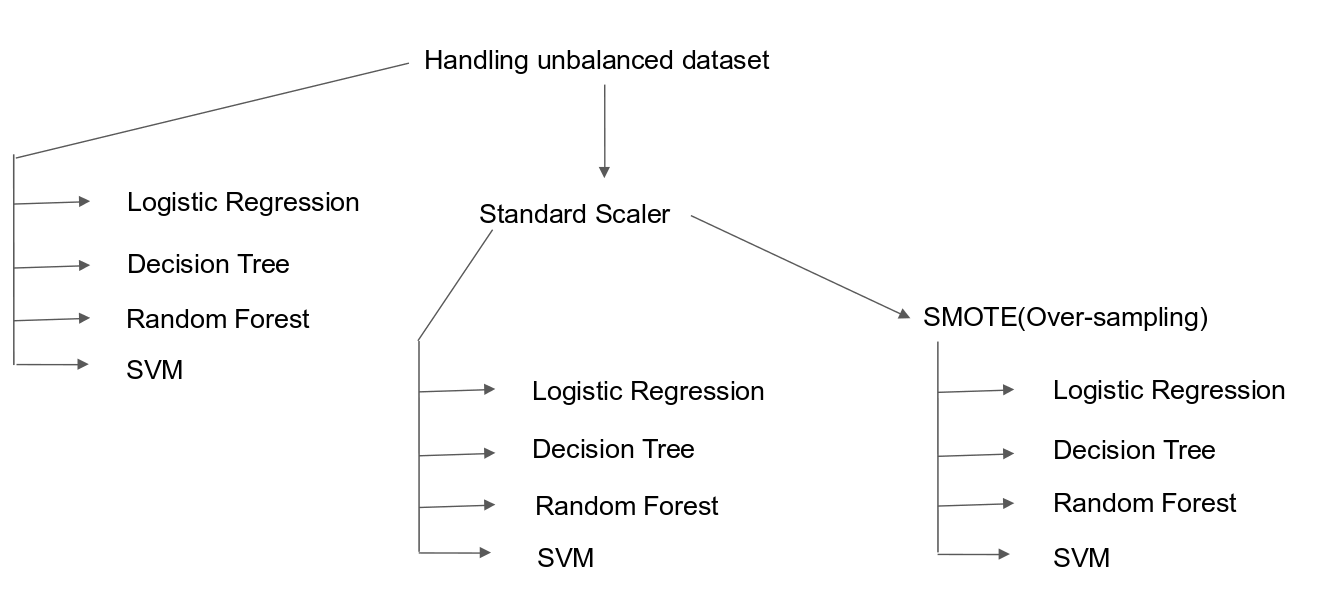 Handling unbalanced dataset
Logistic Regression
Decision Tree
Random Forest
SVM
Standard Scaler
Logistic Regression
Decision Tree
Random Forest
SVM
SMOTE(Over-sampling)
Logistic Regression
Decision Tree
Random Forest
SVM